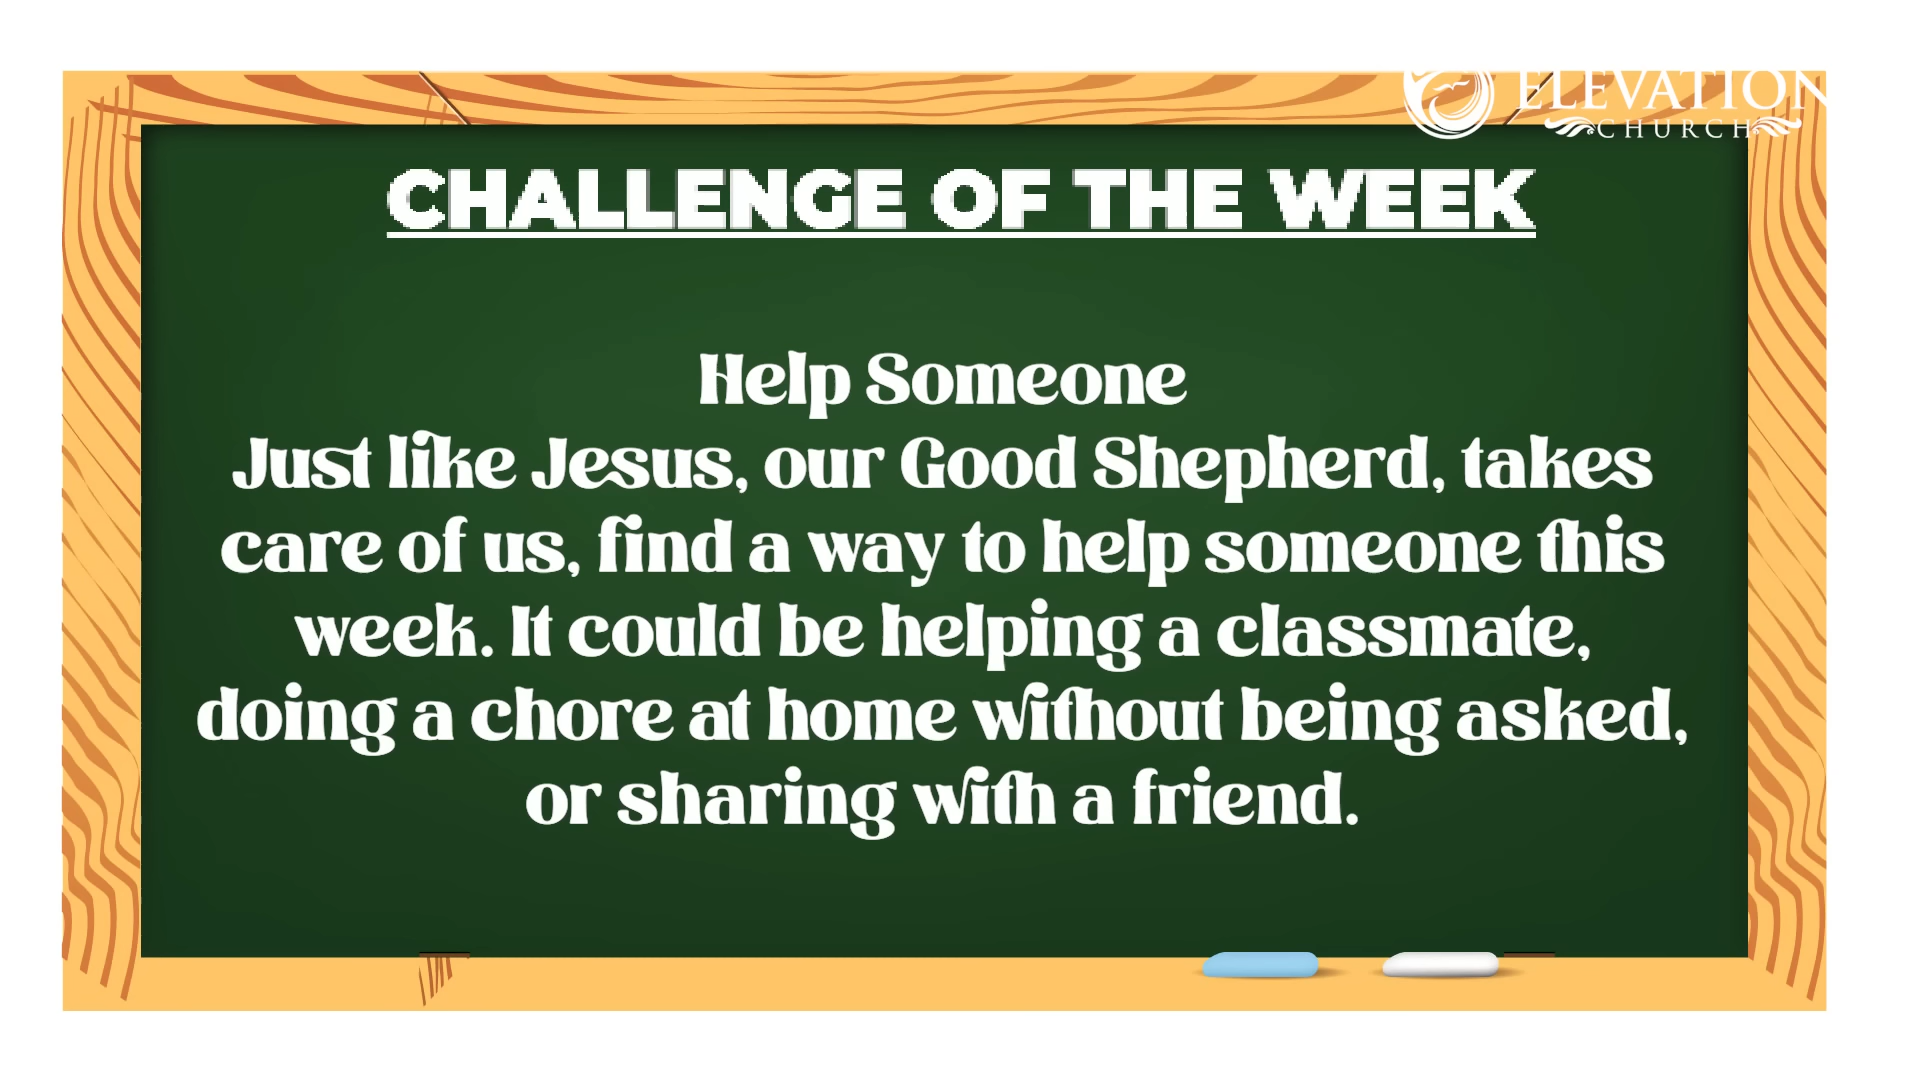 ELEVATION
CHURCH
CHALLENGE OF THE WEEK
Help Someone
Just like Jesus, our Good Shepherd, takes
care of us, find a way to help someone this
week. It could be helping a classmate,
doing a chore at home without being asked,
or sharing with a friend.